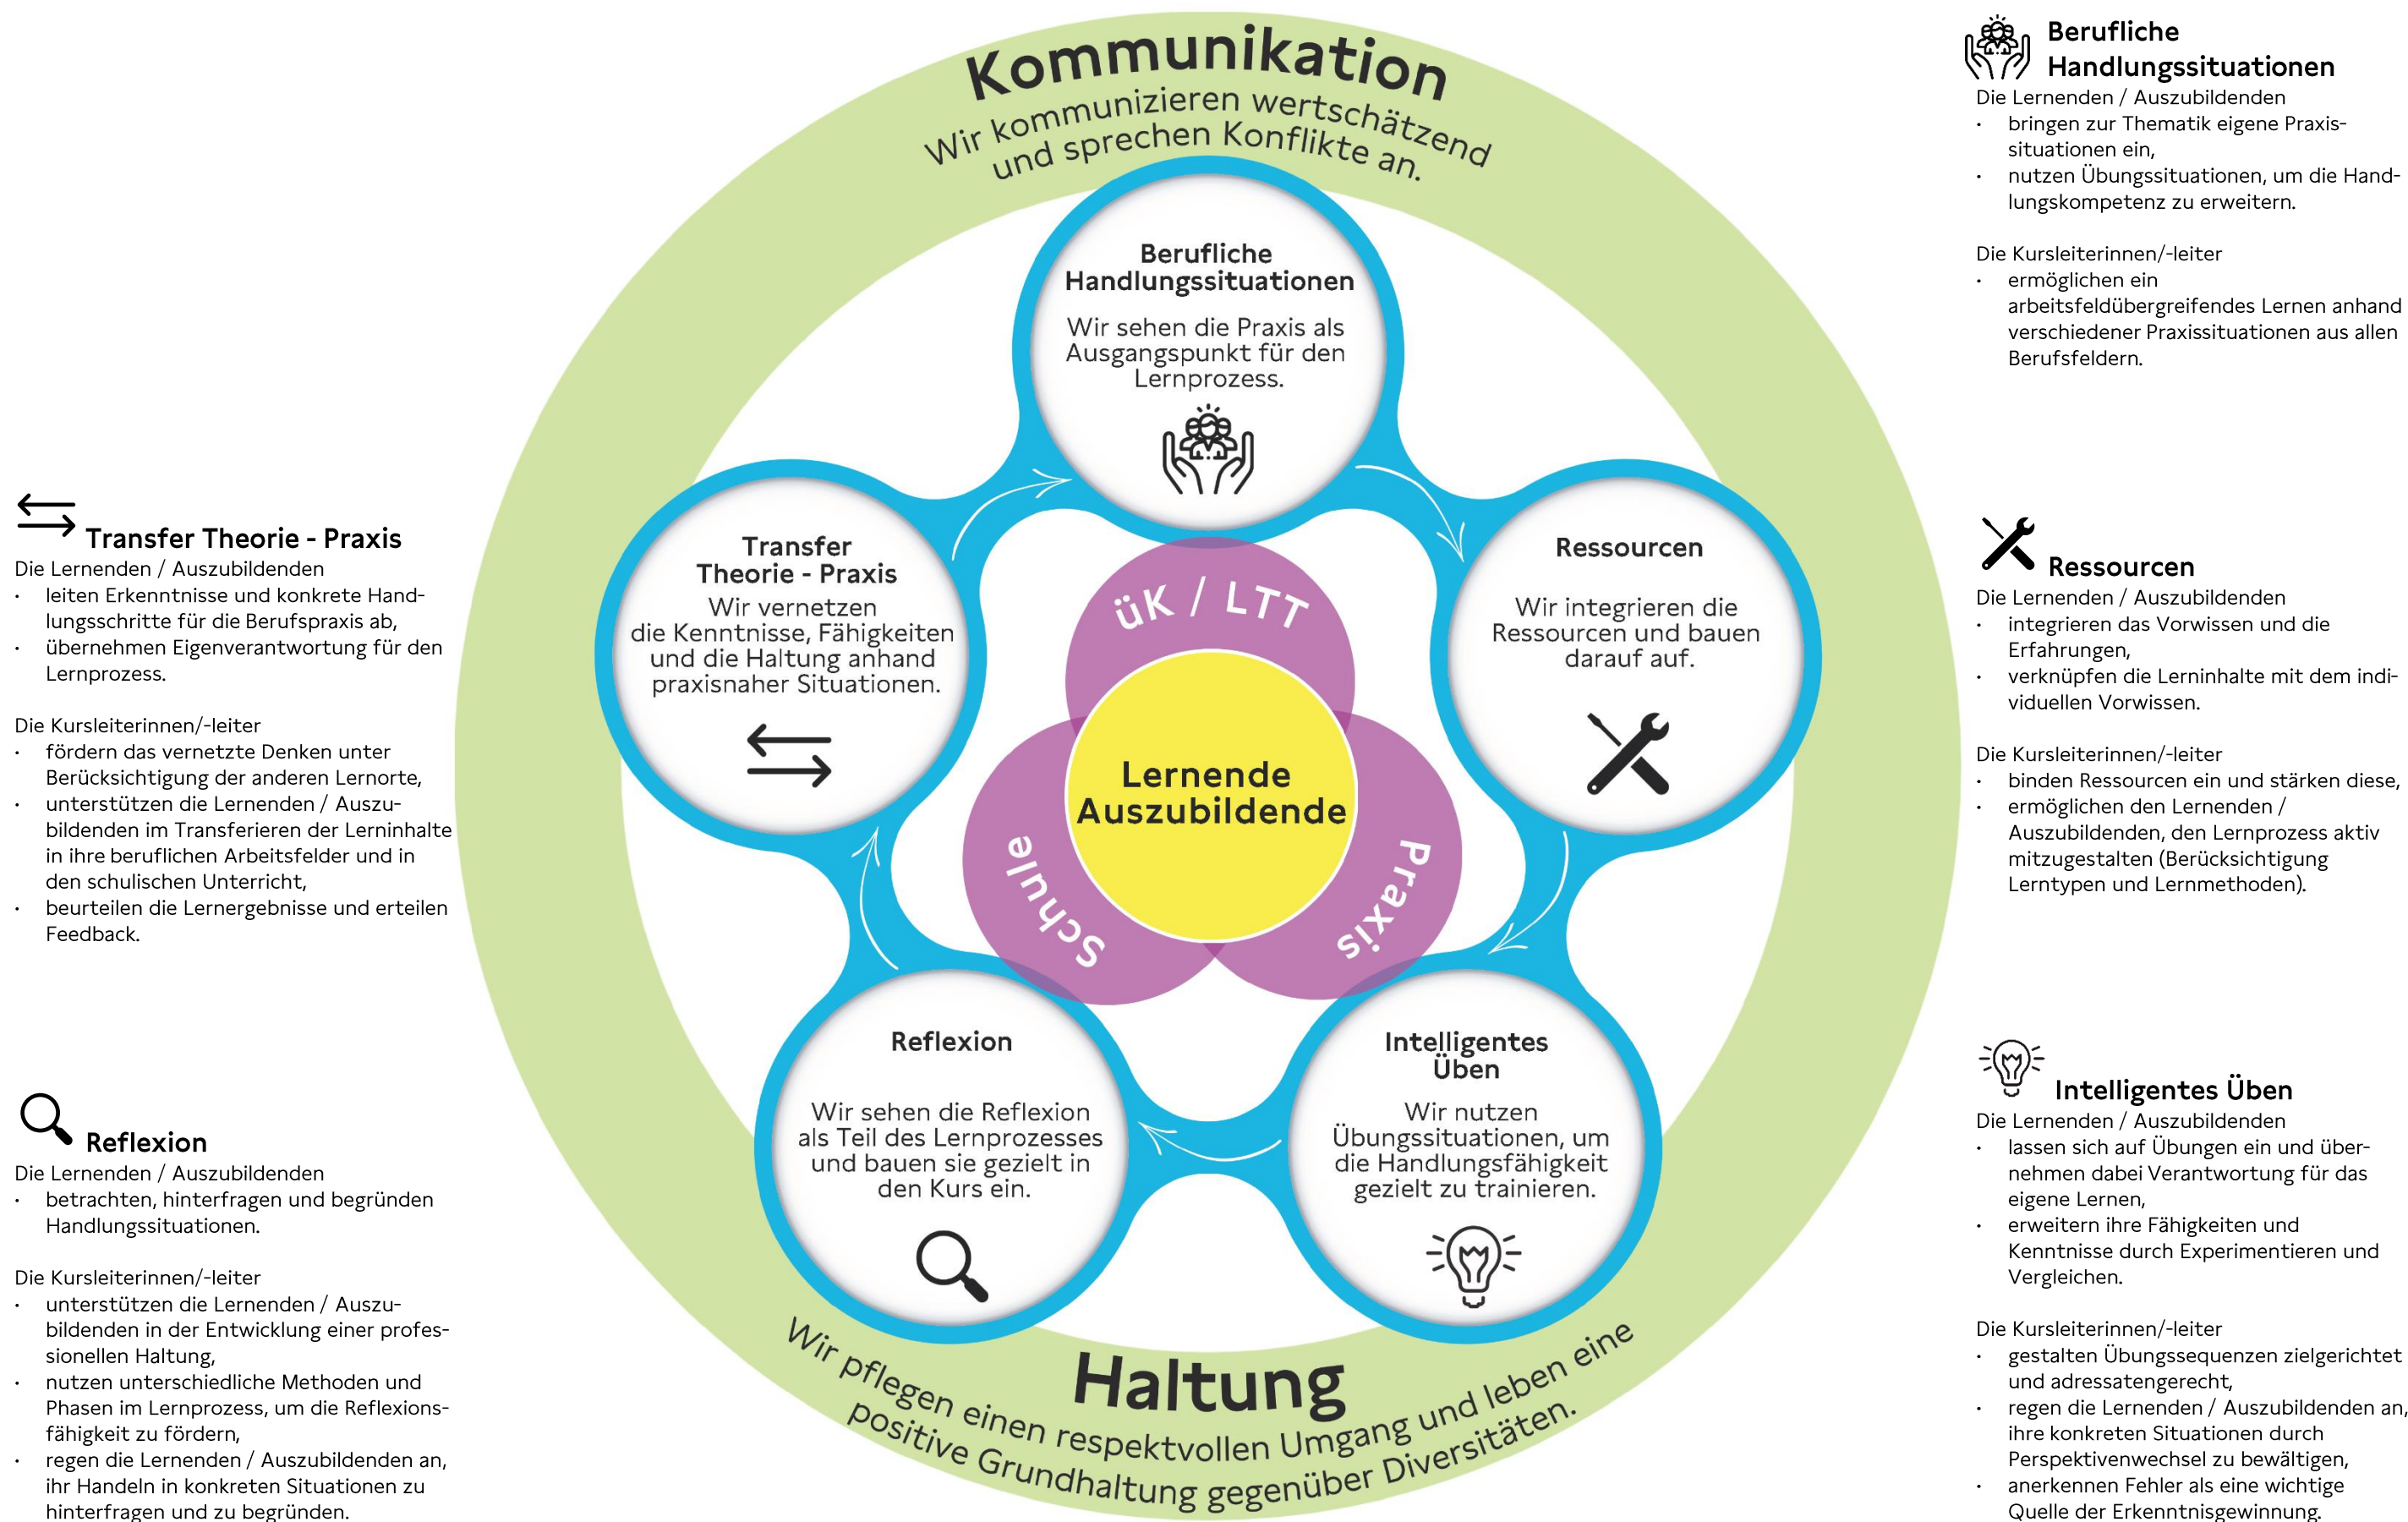 Kommunikation
Wir kommunizieren wertschätzend
und sprechen Konflikte an.
Berufliche
Handlungssituationen
Wir sehen die Praxis als
Ausgangspunkt für den
Lernprozess.
Transfer
Theorie - Praxis
Wir vernetzen
die Kenntnisse, Fähigkeiten
und die Haltung anhand
praxisnaher Situationen.
Ressourcen
Wir integrieren die
Ressourcen und bauen
darauf auf.
üK / LTT
Lernende
Auszubildende
Schule
Praxis
Reflexion
Wir sehen die Reflexion
als Teil des Lernprozesses
und bauen sie gezielt in
den Kurs ein.
Intelligentes
Üben
Wir nutzen
Übungssituationen, um
die Handlungsfähigkeit
gezielt zu trainieren.
Haltung
Wir pflegen einen respektvollen Umgang und leben eine
positive Grundhaltung gegenüber Diversitäten.
Transfer Theorie - Praxis
Die Lernenden / Auszubildenden
• leiten Erkenntnisse und konkrete Hand-
lungsschritte für die Berufspraxis ab,
• übernehmen Eigenverantwortung für den
Lernprozess.
Die Kursleiterinnen/-leiter
• fördern das vernetzte Denken unter
Berücksichtigung der anderen Lernorte,
• unterstützen die Lernenden / Auszu-
bildenden im Transferieren der Lerninhalte
in ihre beruflichen Arbeitsfelder und in
den schulischen Unterricht,
• beurteilen die Lernergebnisse und erteilen
Feedback.
Reflexion
Die Lernenden / Auszubildenden
• betrachten, hinterfragen und begründen
Handlungssituationen.
Die Kursleiterinnen/-leiter
• unterstützen die Lernenden / Auszu-
bildenden in der Entwicklung einer profes-
sionellen Haltung,
• nutzen unterschiedliche Methoden und
Phasen im Lernprozess, um die Reflexions-
fähigkeit zu fördern,
• regen die Lernenden / Auszubildenden an,
ihr Handeln in konkreten Situationen zu
hinterfragen und zu begründen.
Berufliche
Handlungssituationen
Die Lernenden / Auszubildenden
• bringen zur Thematik eigene Praxis-
situationen ein,
• nutzen Übungssituationen, um die Hand-
lungskompetenz zu erweitern.
Die Kursleiterinnen/-leiter
• ermöglichen ein
arbeitsfeldübergreifendes Lernen anhand
verschiedener Praxissituationen aus allen
Berufsfeldern.
Ressourcen
Die Lernenden / Auszubildenden
• integrieren das Vorwissen und die
Erfahrungen,
• verknüpfen die Lerninhalte mit dem indi-
viduellen Vorwissen.
Die Kursleiterinnen/-leiter
• binden Ressourcen ein und stärken diese,
• ermöglichen den Lernenden /
Auszubildenden, den Lernprozess aktiv
mitzugestalten (Berücksichtigung
Lerntypen und Lernmethoden).
Intelligentes Üben
Die Lernenden / Auszubildenden
• lassen sich auf Übungen ein und über-
nehmen dabei Verantwortung für das
eigene Lernen,
• erweitern ihre Fähigkeiten und
Kenntnisse durch Experimentieren und
Vergleichen.
Die Kursleiterinnen/-leiter
• gestalten Übungssequenzen zielgerichtet
und adressatengerecht,
• regen die Lernenden / Auszubildenden an,
ihre konkreten Situationen durch
Perspektivenwechsel zu bewältigen,
• anerkennen Fehler als eine wichtige
Quelle der Erkenntnisgewinnung.